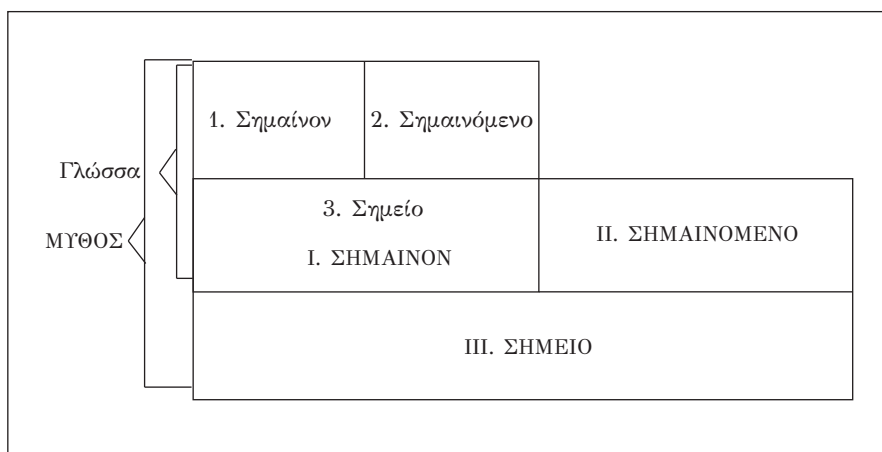 1. Σημαίνον
2. Σημαινόμενο
Γλώσσα
3. Σημείο
ΜΥΘΟΣ
I. ΣΗΜΑΙΝΟΝ
II. ΣΗΜΑΙΝΟΜΕΝΟ
III. ΣΗΜΕΙΟ